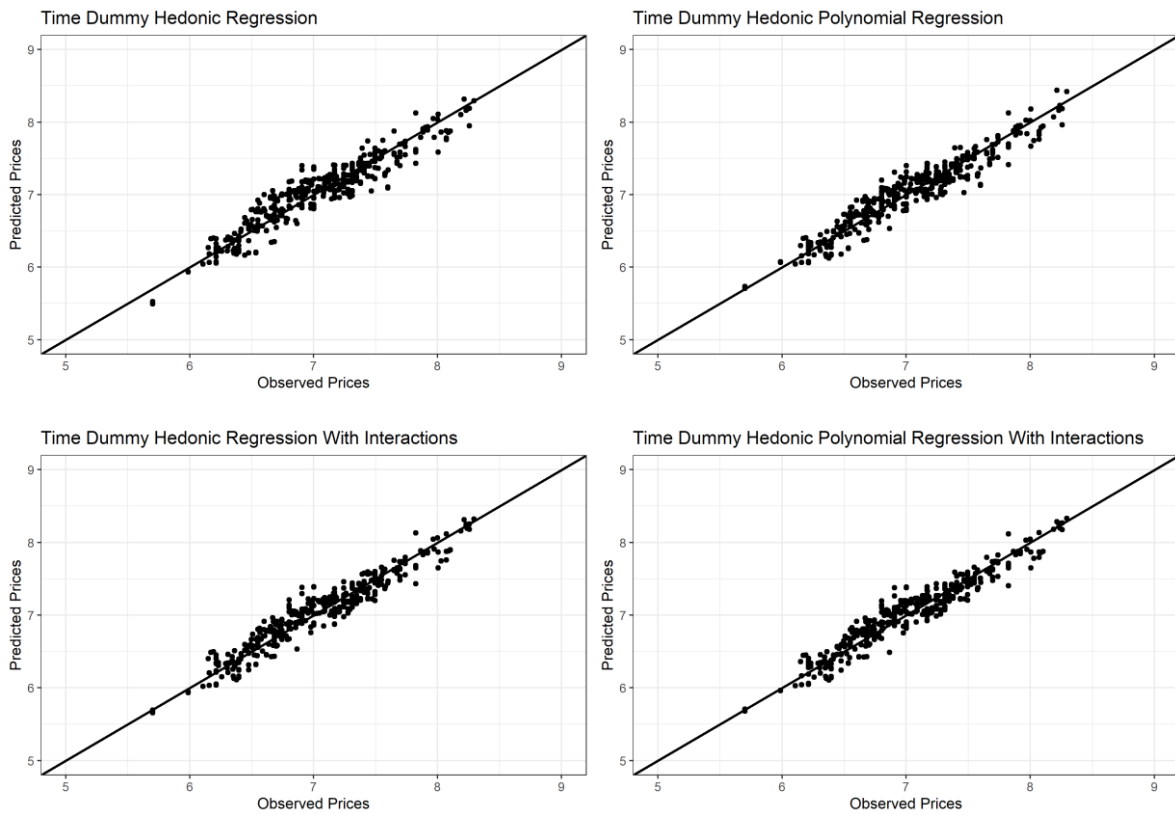 Time Dummy Hedonic Regression
9
8
7
6
5
Predicted Prices
5 6 7 8 9
Observed Prices
Time Dummy Hedonic Polynomial Regression
9
8
7
6
5
Predicted Prices
5 6 7 8 9
Observed Prices
Time Dummy Hedonic Regression With Interactions
9
8
7
6
5
Predicted Prices
5 6 7 8 9
Observed Prices
Time Dummy Hedonic Polynomial Regression With Interactions
9
8
7
6
5
Predicted Prices
5 6 7 8 9
Observed Prices